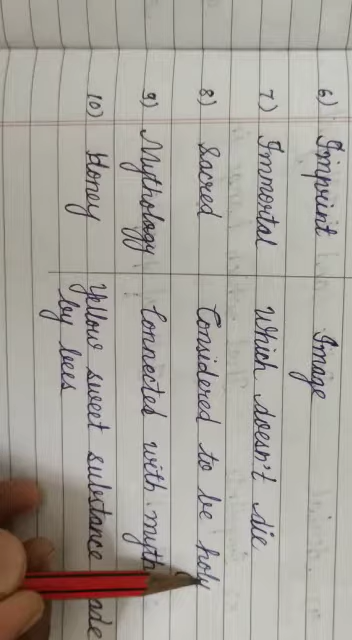 6) Imprint Image
7) Immortal Which doesn't die
8) Sacred Considered to be holy
9) Mythology Connected with myth
10) Honey Yellow sweet substance
by bees